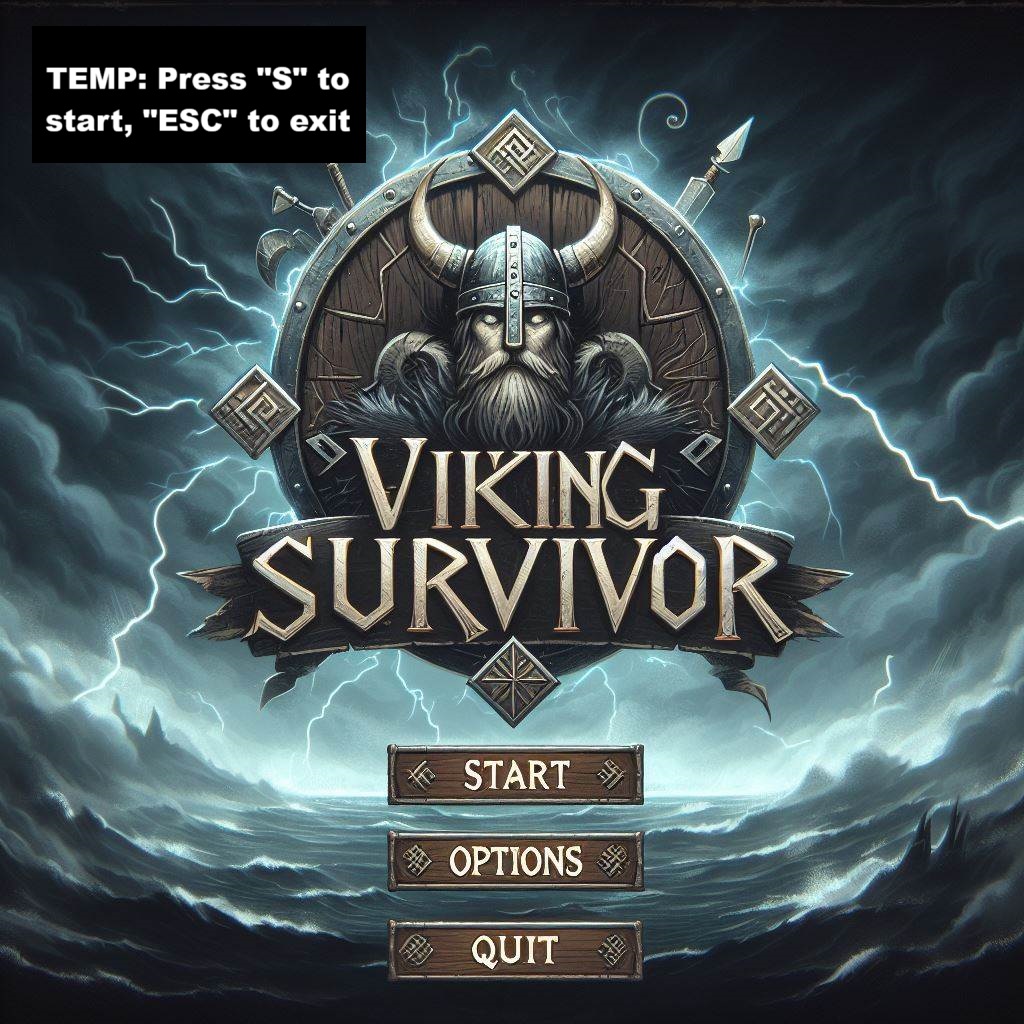 TEMP: Press "S" to
start, "ESC" to exit
VIKING
SURVIVOR
START
OPTIONS
QUIT